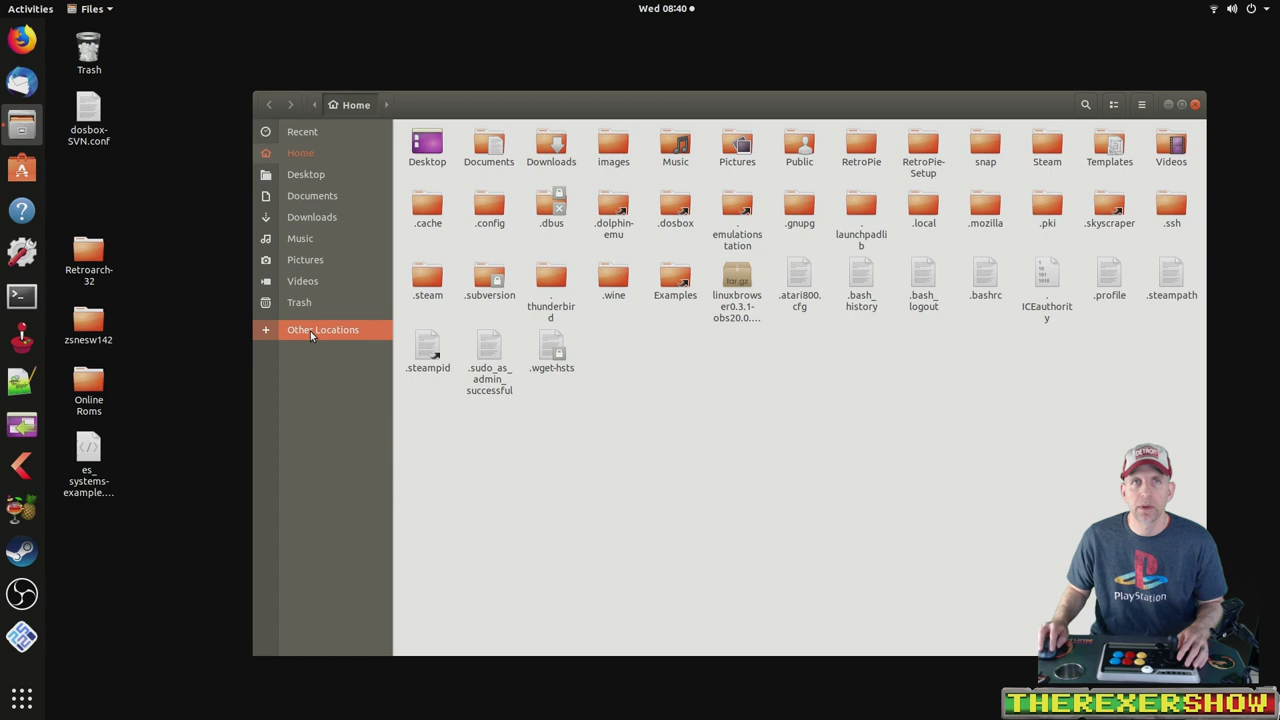 Activities
Files
Wed 08:40
Trash
dosbox-
SVN.conf
Retroarch-
32
zsnesw142
Online
Roms
es_
systems-
example....
Home
Recent
Home
Desktop
Documents
Downloads
Music
Pictures
Videos
Trash
Other Locations
Desktop
Documents
Downloads
images
Music
Pictures
Public
RetroPie
RetroPie-
Setup
snap
Steam
Templates
Videos
.cache
.config
.dbus
.dolphin-
emu
.dosbox
.
emulations
tation
.gnupg
.
launchpadli
b
.local
.mozilla
.pki
.skyscraper
.ssh
.steam
.subversion
.
thunderbir
d
.wine
Examples
tar.gz
linuxbrows
er0.3.1-
obs20.0....
.atari800.
cfg
.bash_
history
.bash_
logout
.bashrc
.
ICEauthorit
y
.profile
.steampath
.steampid
.sudo_as_
admin_
successful
.wget-hsts
DETROIT
PlayStation
THEREXERSHOW